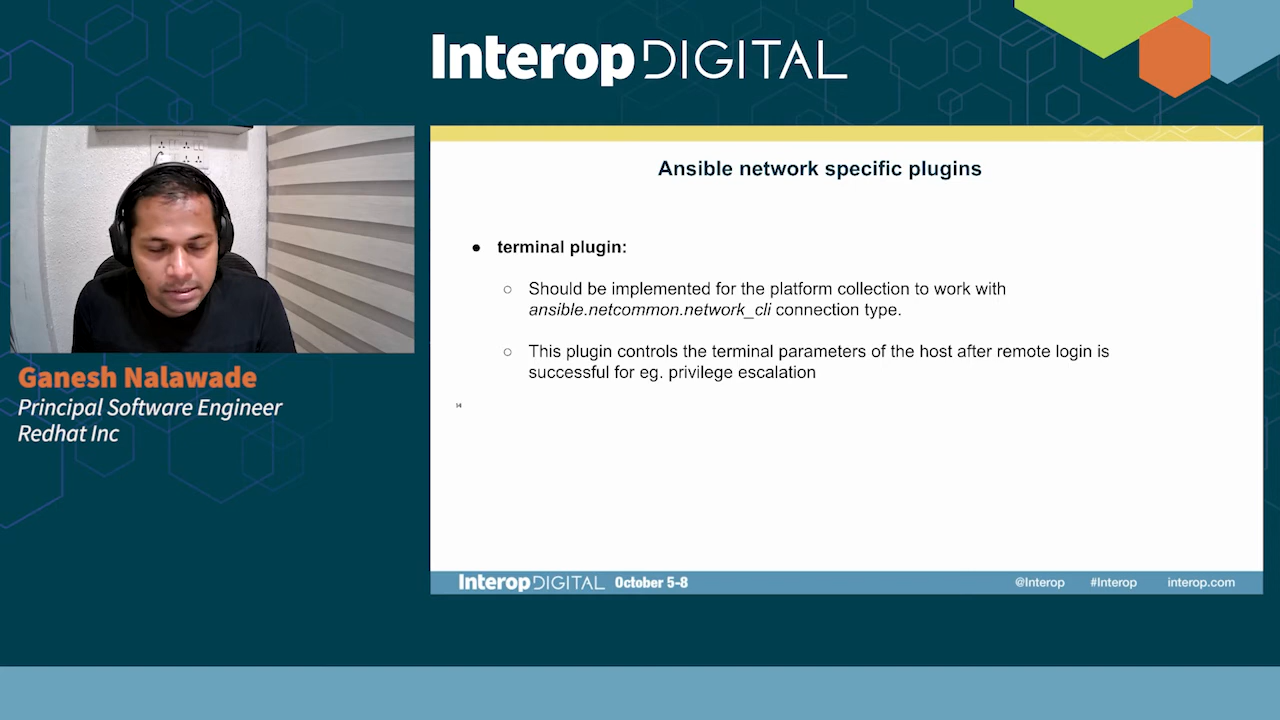 Interop DIGITAL
Ganesh Nalawade
Principal Software Engineer
Redhat Inc
Ansible network specific plugins
● terminal plugin:
○ Should be implemented for the platform collection to work with
ansible.netcommon.network_cli connection type.
○ This plugin controls the terminal parameters of the host after remote login is
successful for eg. privilege escalation
14
Interop DIGITAL October 5-8
@Interop #Interop interop.com